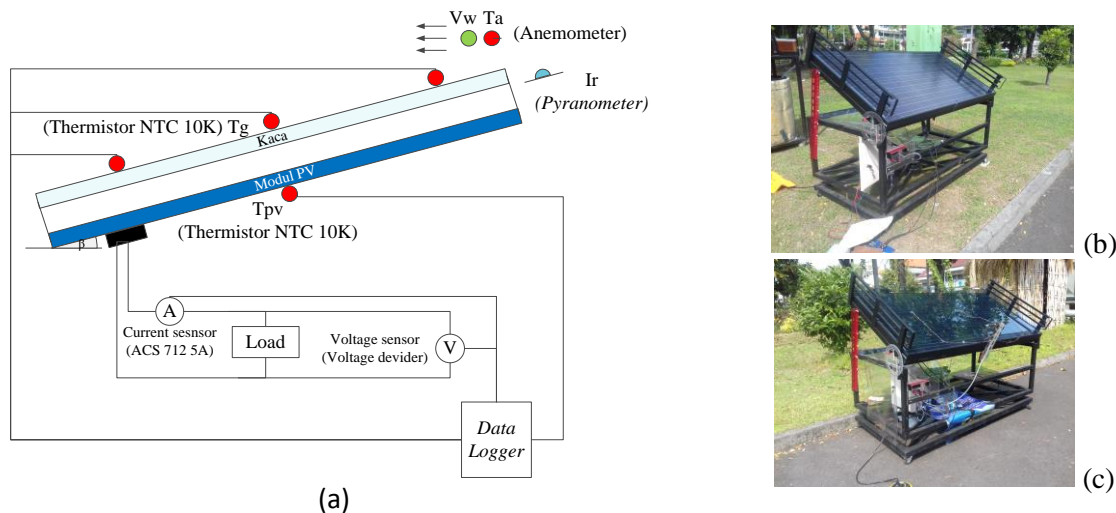 Vw Ta
(Anemometer)
Ir
(Pyranometer)
(Thermistor NTC 10K) Tg
Kaca
Modul PV
Tpv
(Thermistor NTC 10K)
β
A
Current sesnsor
(ACS 712 5A)
Load
Voltage sensor
(Voltage devider)
V
Data
Logger
(a)
(b)
(c)